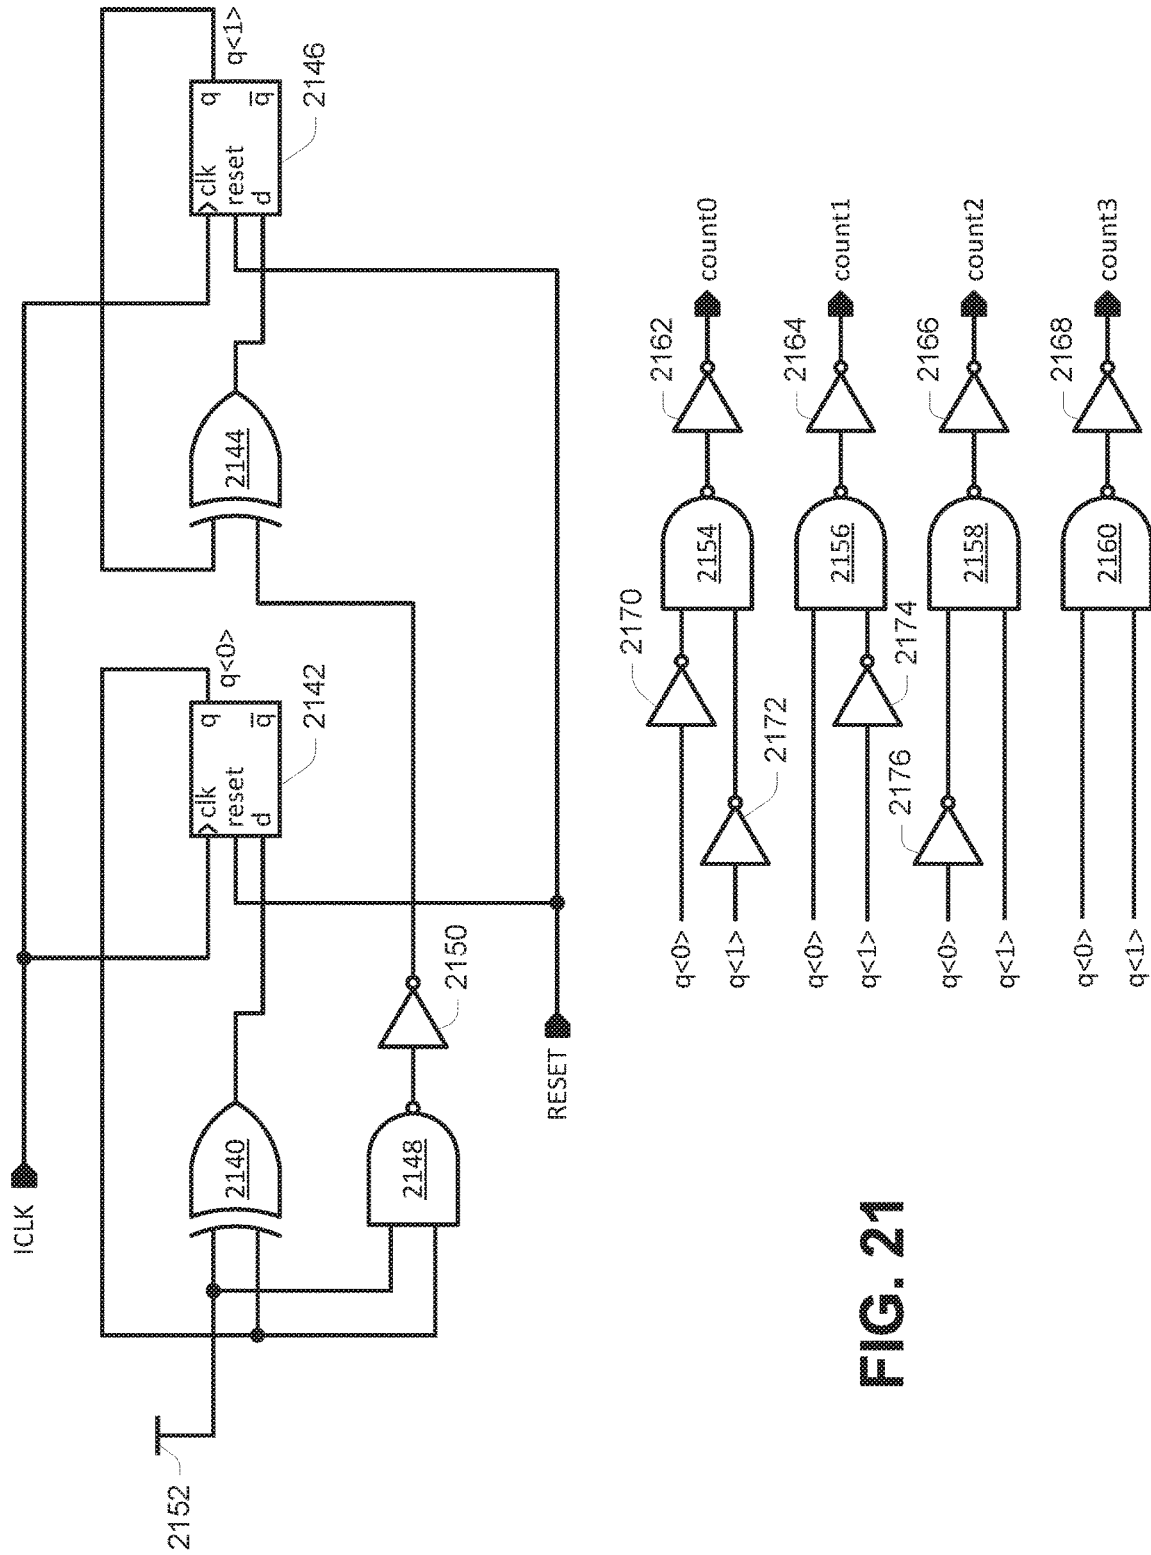 ICLK
2152
2140
2148
2150
RESET
q<0>
clk
reset
d
q
q
2142
2144
q<1>
clk
reset
d
q
q
2146
q<0>
q<1>
2170
2172
2154
2162
count0
q<0>
q<1>
2174
2156
2164
count1
q<0>
q<1>
2176
2158
2166
count2
q<0>
q<1>
2160
2168
count3
FIG. 21